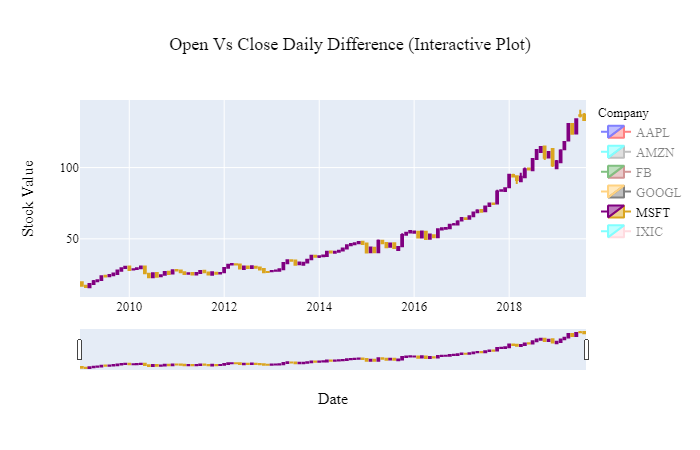 Open Vs Close Daily Difference (Interactive Plot)
Company
AAPL
AMZN
FB
GOOGL
MSFT
IXIC
Stock Value
100
50
2010 2012 2014 2016 2018
Date